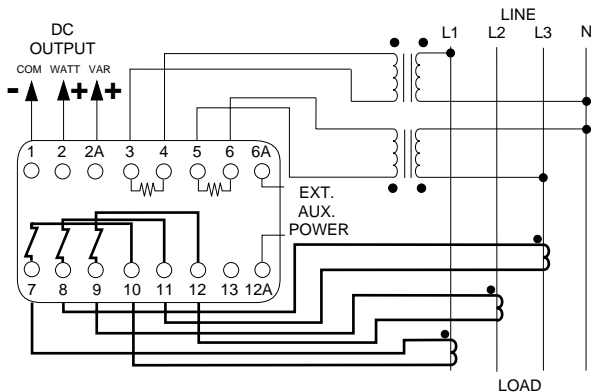 LINE
L1 L2 L3 N
DC
OUTPUT
COM WATT VAR
- + +
1 2 2A 3 4 5 6 6A
EXT.
AUX.
POWER
7 8 9 10 11 12 13 12A
LOAD